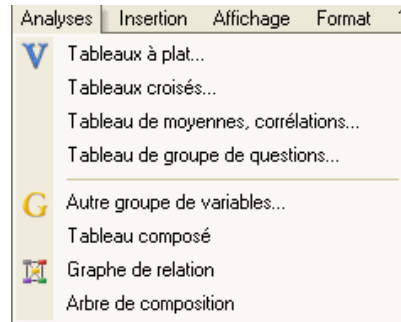 Analyses Insertion Affichage Format
V Tableaux à plat...
Tableaux croisés...
Tableau de moyennes, corrélations...
Tableau de groupe de questions...
G Autre groupe de variables...
Tableau composé
Graphe de relation
Arbre de composition